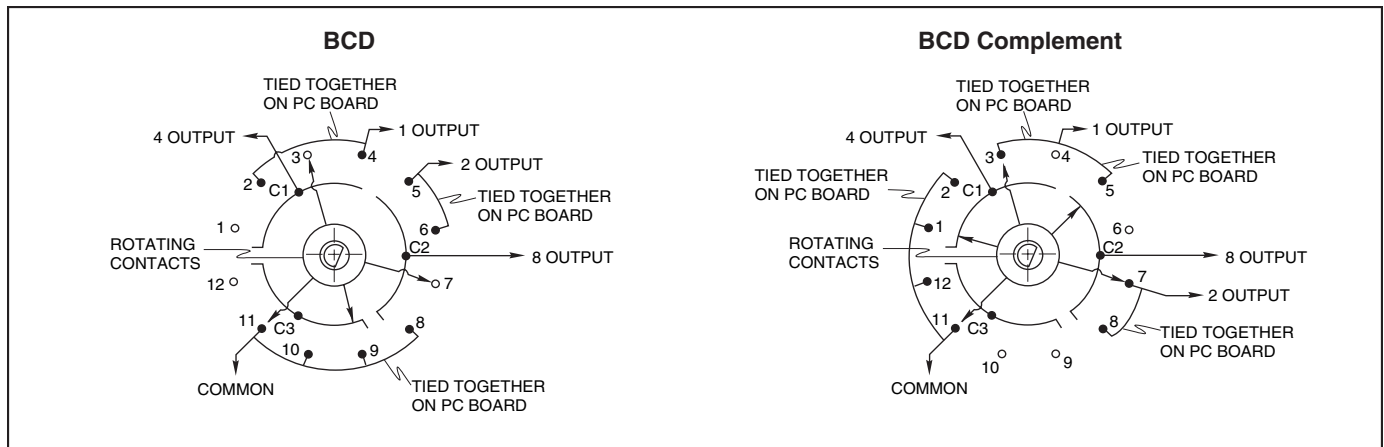 BCD
TIED TOGETHER
ON PC BOARD
4 OUTPUT
1 OUTPUT
3
4
2 OUTPUT
2
C1
5
TIED TOGETHER
ON PC BOARD
1
6
C2
ROTATING
CONTACTS
8 OUTPUT
12
7
11
C3
8
10
9
COMMON
TIED TOGETHER
ON PC BOARD
BCD Complement
TIED TOGETHER
ON PC BOARD
4 OUTPUT
1 OUTPUT
3
4
TIED TOGETHER
ON PC BOARD
TIED TOGETHER
ON PC BOARD
2
C1
5
1
6
C2
ROTATING
CONTACTS
8 OUTPUT
12
7
2 OUTPUT
11
C3
8
TIED TOGETHER
ON PC BOARD
10
9
COMMON